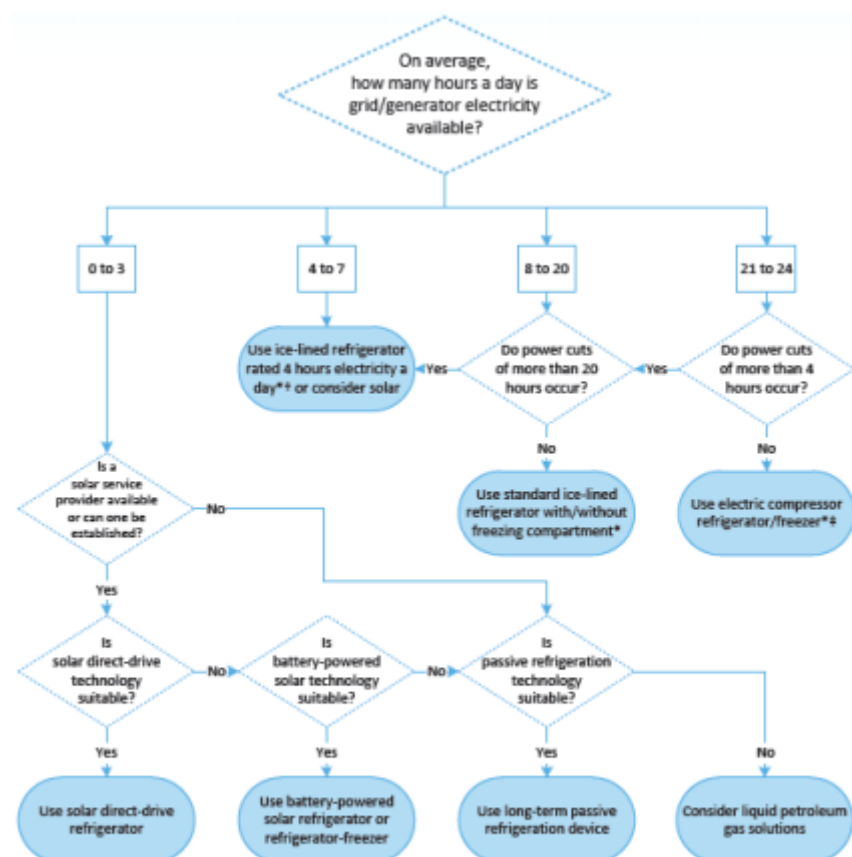 On average,
how many hours a day is
grid/generator electricity
available?
0 to 3
4 to 7
8 to 20
21 to 24
Use ice-lined refrigerator
rated 4 hours electricity a
day*† or consider solar
Yes
Do power cuts
of more than 20
hours occur?
Yes
Do power cuts
of more than 4
hours occur?
No
No
Is a
solar service
provider available
or can one be
established?
No
Use standard ice-lined
refrigerator with/without
freezing compartment*
Use electric compressor
refrigerator/freezer*‡
Yes
Is
solar direct-drive
technology
suitable?
No
Is
battery-powered
solar technology
suitable?
No
Is
passive refrigeration
technology
suitable?
Yes
Yes
Yes
No
Use solar direct-drive
refrigerator
Use battery-powered
solar refrigerator or
refrigerator-freezer
Use long-term passive
refrigeration device
Consider liquid petroleum
gas solutions